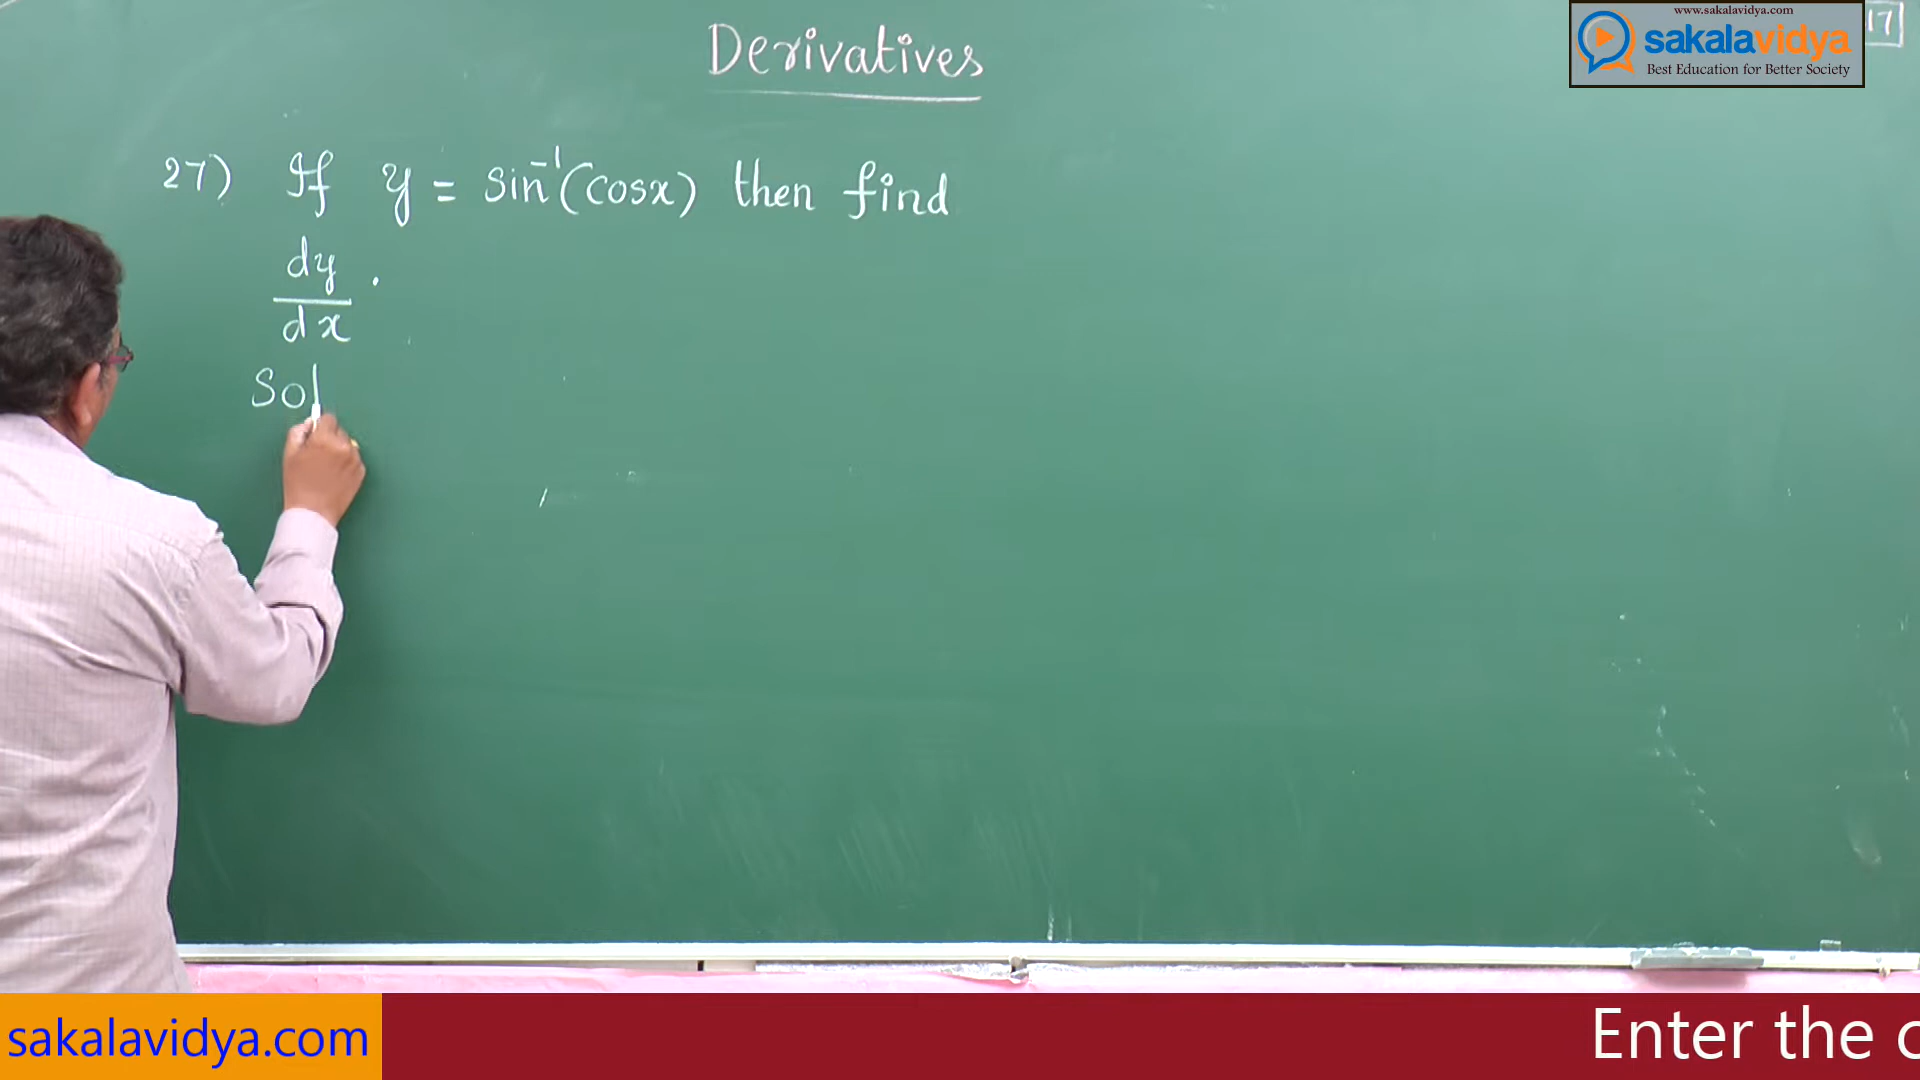 Derivatives
www.sakalavidya.com
sakalavidya
Best Education for Better Society
17
27) If y = sin⁻¹(cosx) then find
dy
dx .
Sol
sakalavidya.com
Enter the